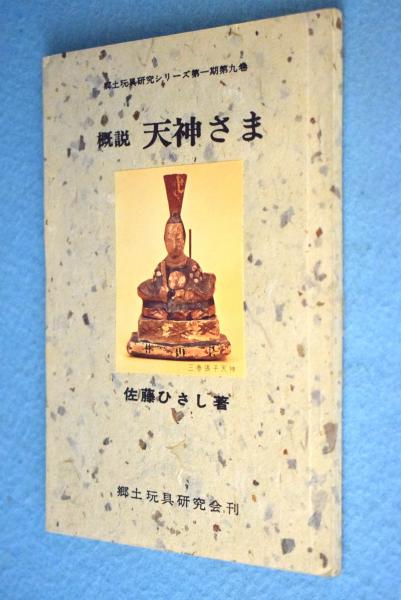 郷土玩具研究シリーズ第一期第九巻
概説 天神さま
三春張子天神
佐藤ひさし著
郷土玩具研究会刊